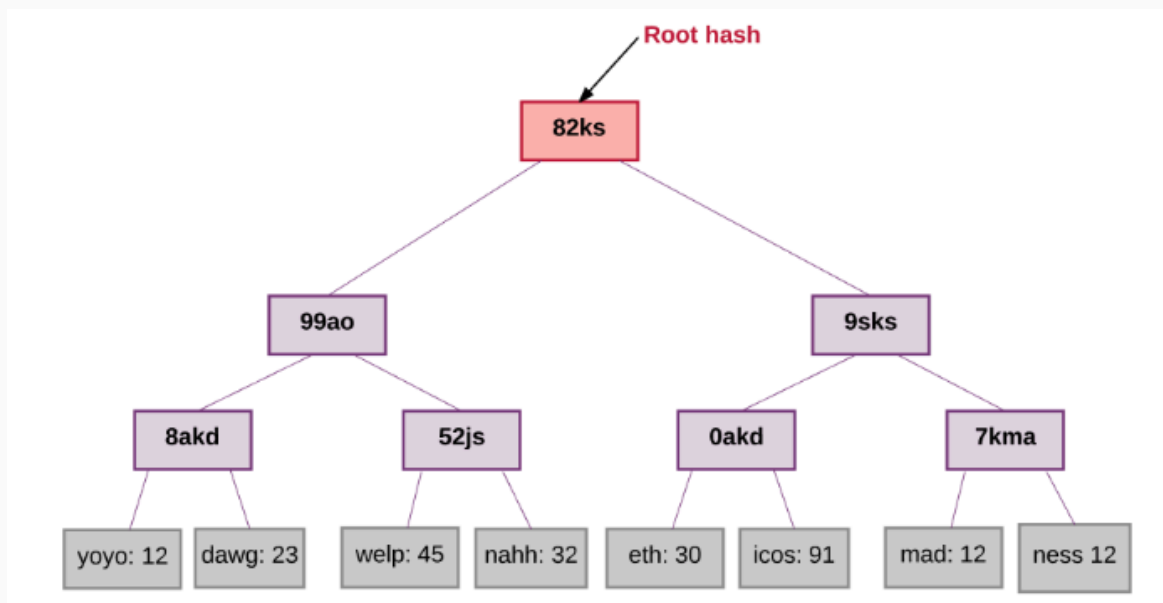 Root hash
82ks
99ao
9sks
8akd
52js
0akd
7kma
yoyo: 12
dawg: 23
welp: 45
nahh: 32
eth: 30
icos: 91
mad: 12
ness 12